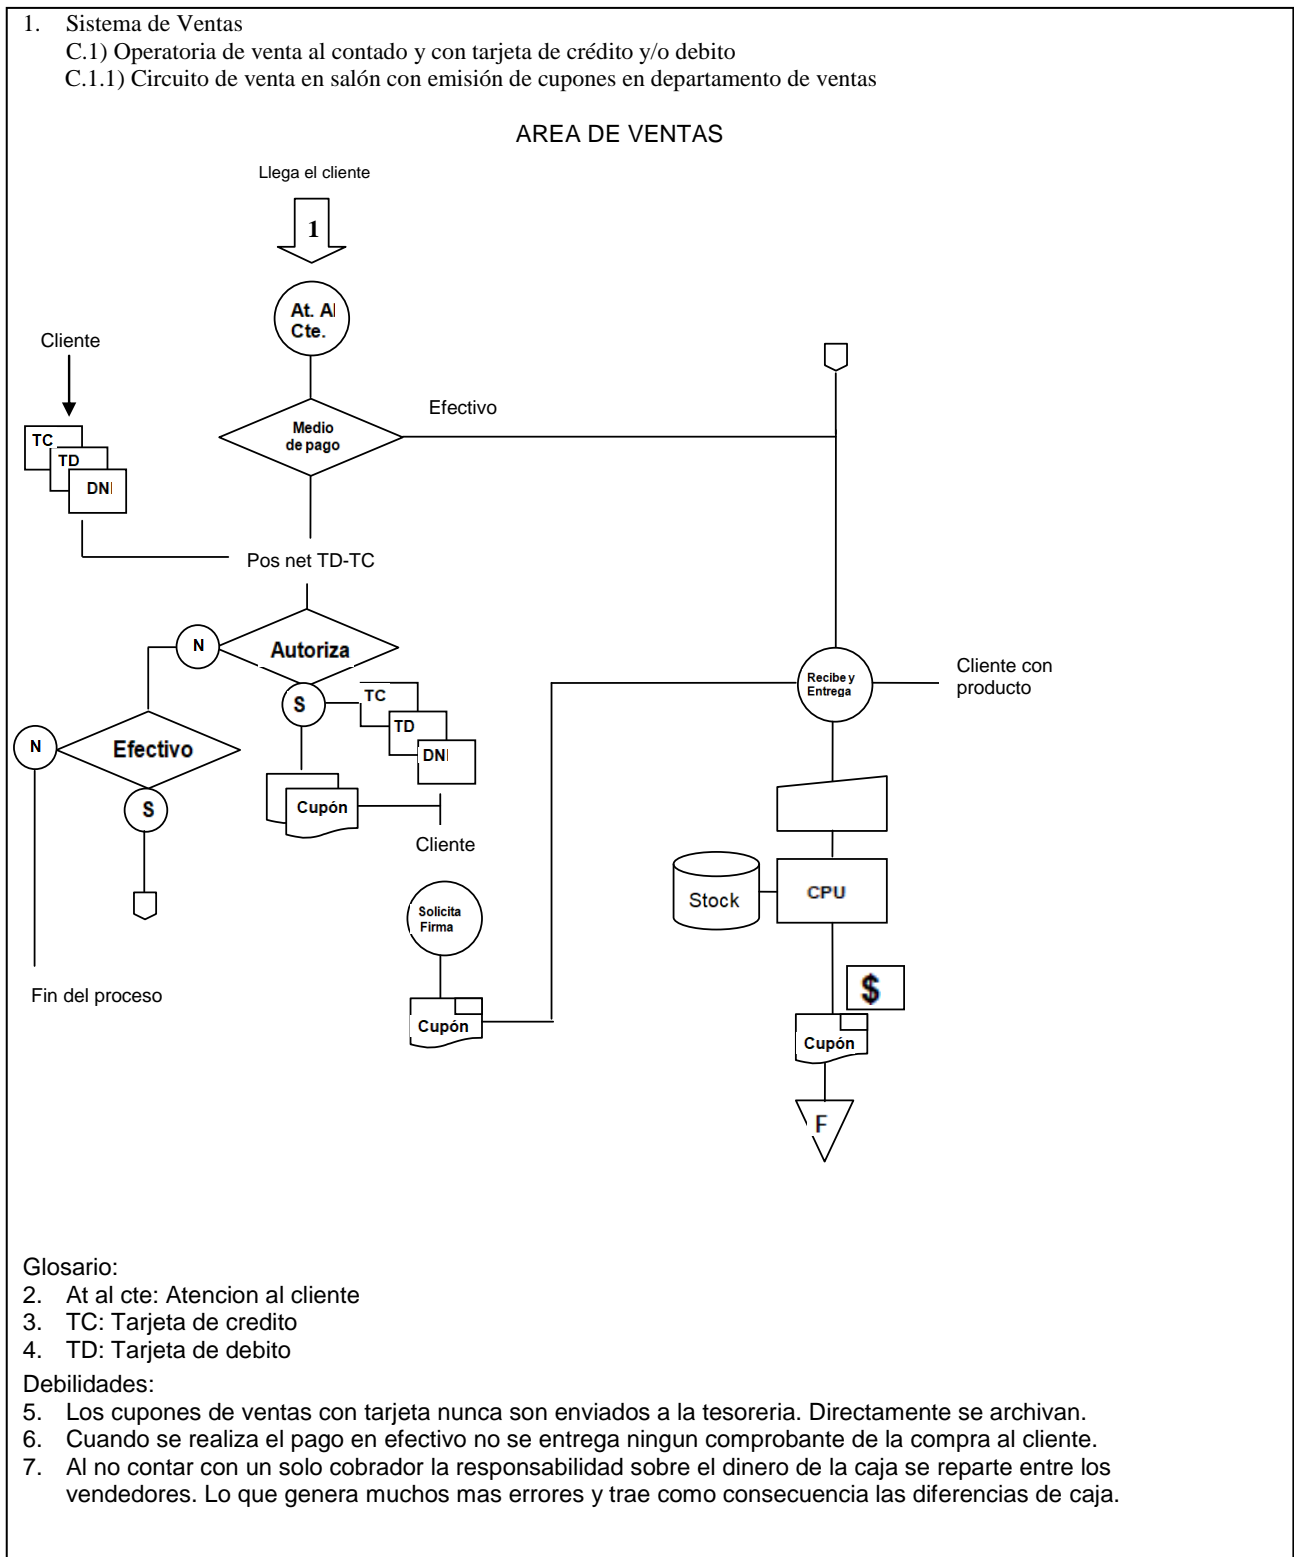 1. Sistema de Ventas
C.1) Operatoria de venta al contado y con tarjeta de crédito y/o debito
C.1.1) Circuito de venta en salón con emisión de cupones en departamento de ventas
AREA DE VENTAS
Llega el cliente
1
At. Al
Cte.
Cliente
Efectivo
Medio
de pago
TC
TD
DNI
Pos net TD-TC
N
Autoriza
Recibe y
Entrega
Cliente con
producto
S
TC
TD
DNI
N
Efectivo
S
Cupón
Cliente
Stock
CPU
Solicita
Firma
Fin del proceso
$
Cupón
Cupón
F
Glosario:
2. At al cte: Atencion al cliente
3. TC: Tarjeta de credito
4. TD: Tarjeta de debito
Debilidades:
5. Los cupones de ventas con tarjeta nunca son enviados a la tesoreria. Directamente se archivan.
6. Cuando se realiza el pago en efectivo no se entrega ningun comprobante de la compra al cliente.
7. Al no contar con un solo cobrador la responsabilidad sobre el dinero de la caja se reparte entre los
vendedores. Lo que genera muchos mas errores y trae como consecuencia las diferencias de caja.